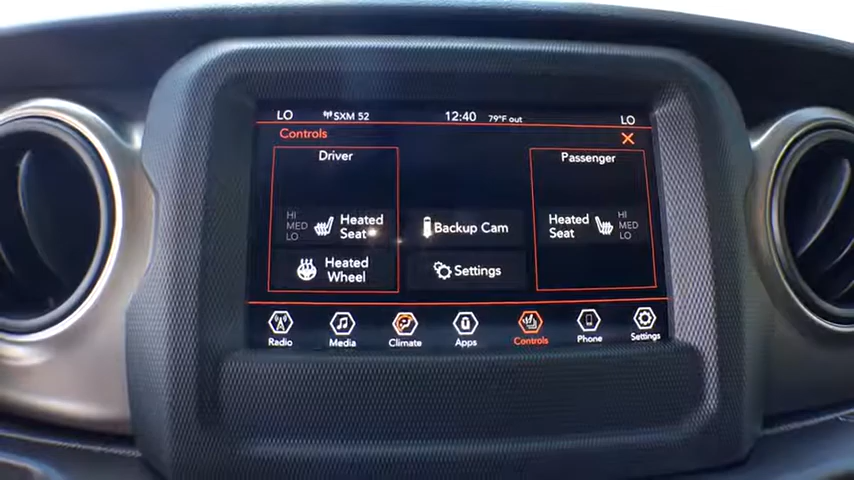 LO SXM 52 12:40 79°F out LO
Controls
Driver
Passenger
HI
MED
LO
Heated
Seat
Backup Cam
Heated
Seat
HI
MED
LO
Heated
Wheel
Settings
Radio Media Climate Apps Controls Phone Settings